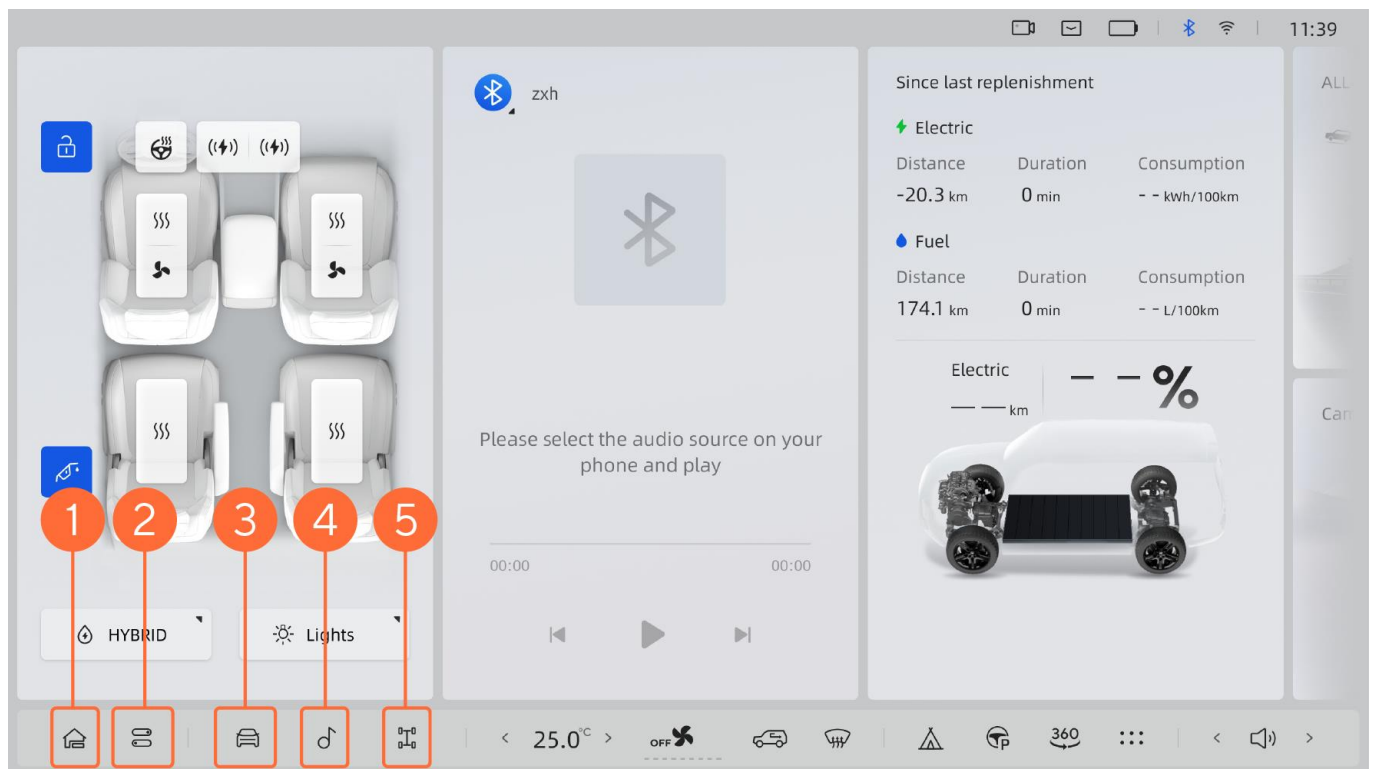 11:39
zxh
Please select the audio source on your
phone and play
00:00 00:00
Since last replenishment
Electric
Distance Duration Consumption
-20.3 km 0 min - - kWh/100km
Fuel
Distance Duration Consumption
174.1 km 0 min - - L/100km
Electric
— — km — — %
ALL
1 2 3 4 5
HYBRID Lights
< 25.0°C > OFF P 360 < >